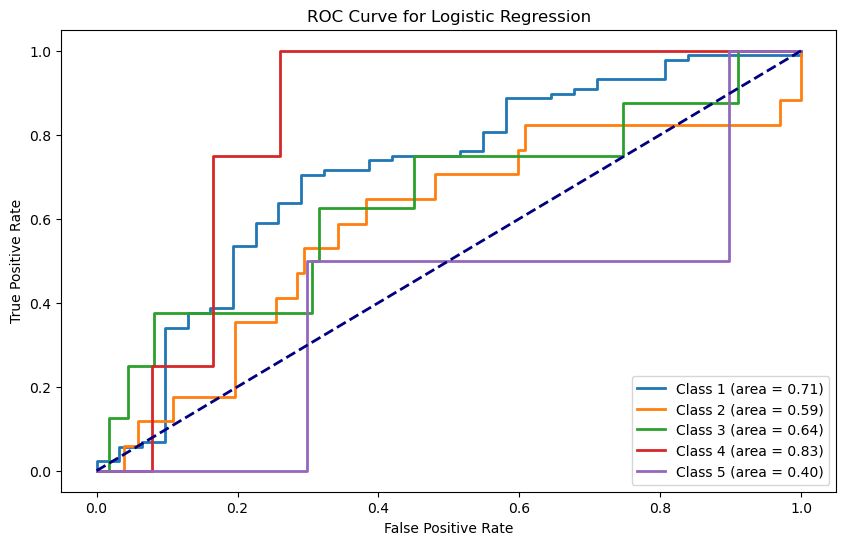 ROC Curve for Logistic Regression
True Positive Rate
1.0
0.8
0.6
0.4
0.2
0.0
Class 1 (area = 0.71)
Class 2 (area = 0.59)
Class 3 (area = 0.64)
Class 4 (area = 0.83)
Class 5 (area = 0.40)
0.0 0.2 0.4 0.6 0.8 1.0
False Positive Rate